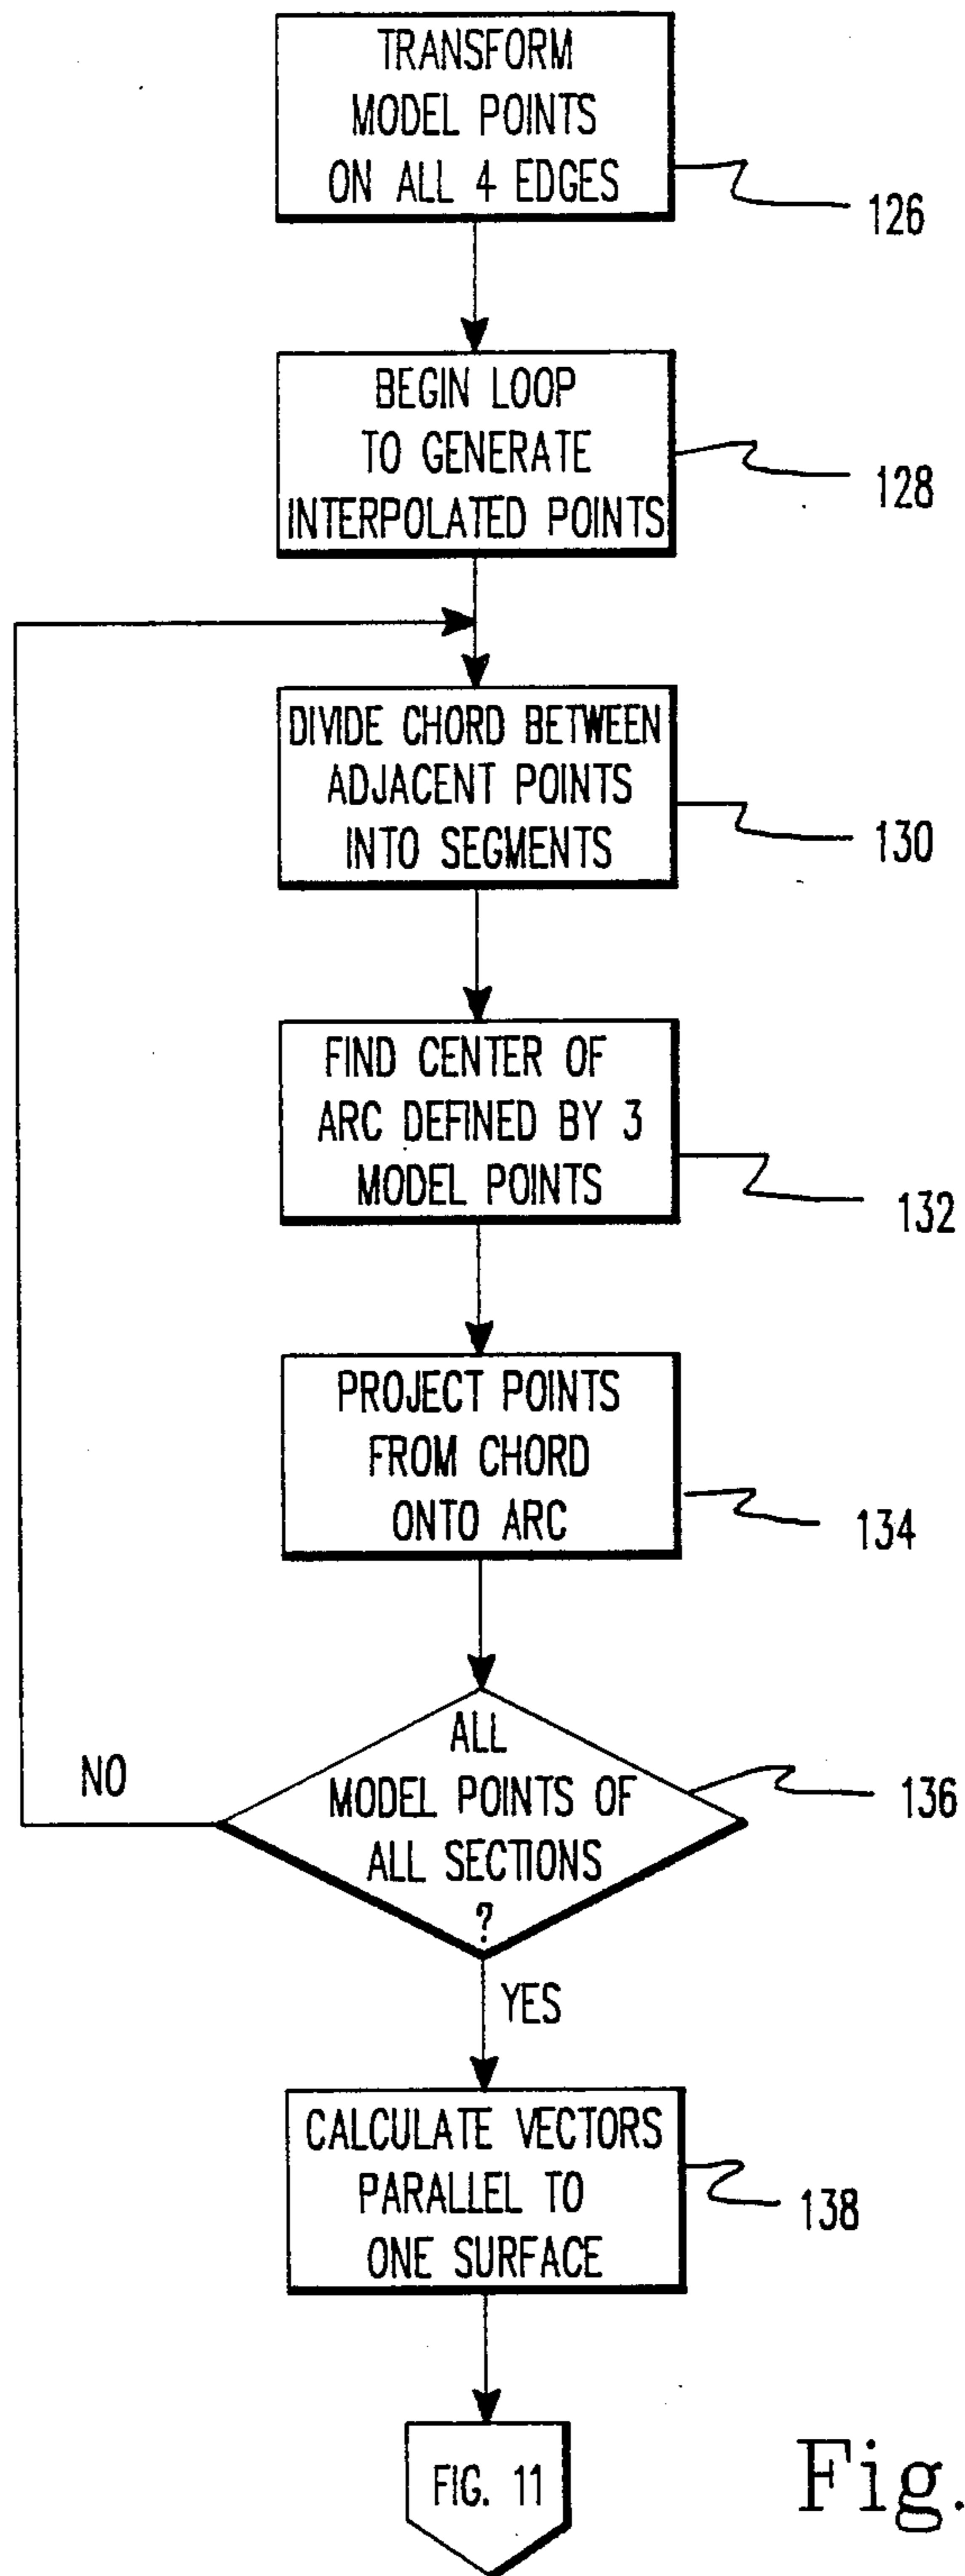 TRANSFORM
MODEL POINTS
ON ALL 4 EDGES
126
BEGIN LOOP
TO GENERATE
INTERPOLATED POINTS
128
DIVIDE CHORD BETWEEN
ADJACENT POINTS
INTO SEGMENTS
130
FIND CENTER OF
ARC DEFINED BY 3
MODEL POINTS
132
PROJECT POINTS
FROM CHORD
ONTO ARC
134
ALL
MODEL POINTS OF
ALL SECTIONS
?
136
NO
YES
CALCULATE VECTORS
PARALLEL TO
ONE SURFACE
138
FIG. 11
Fig.